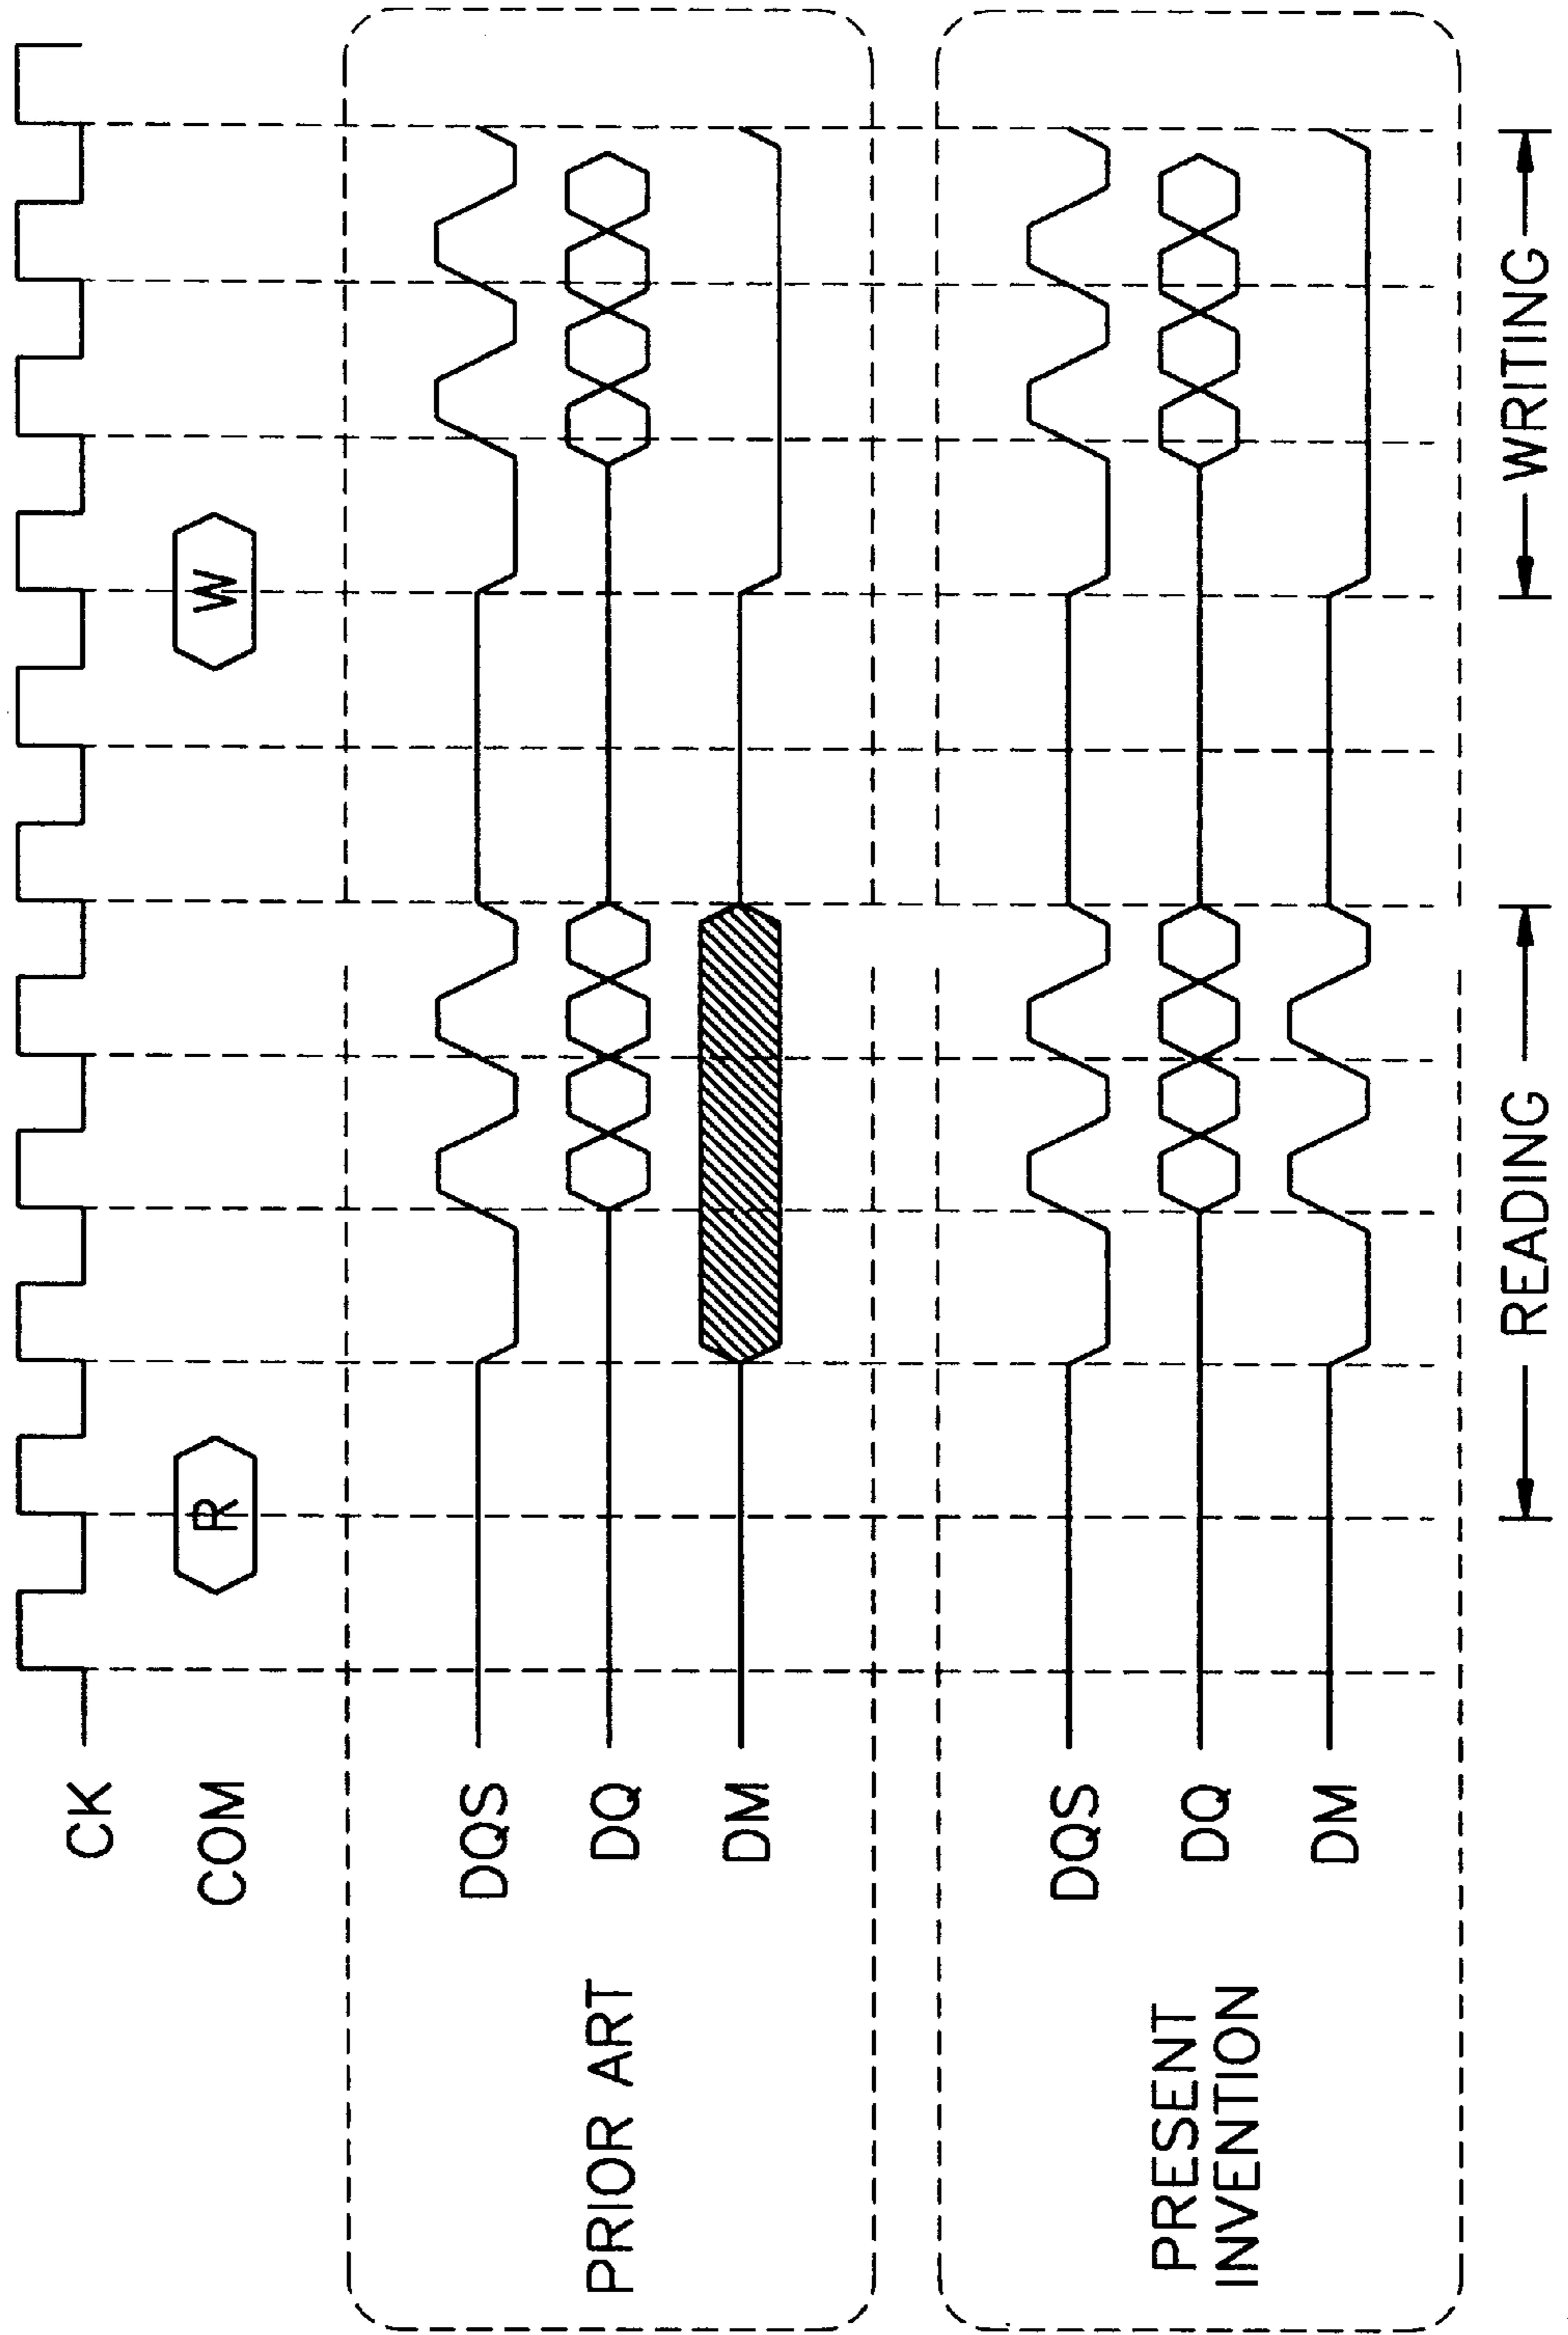 CK
COM
R
W
PRIOR ART
DQS
DQ
DM
PRESENT
INVENTION
DQS
DQ
DM
READING
WRITING